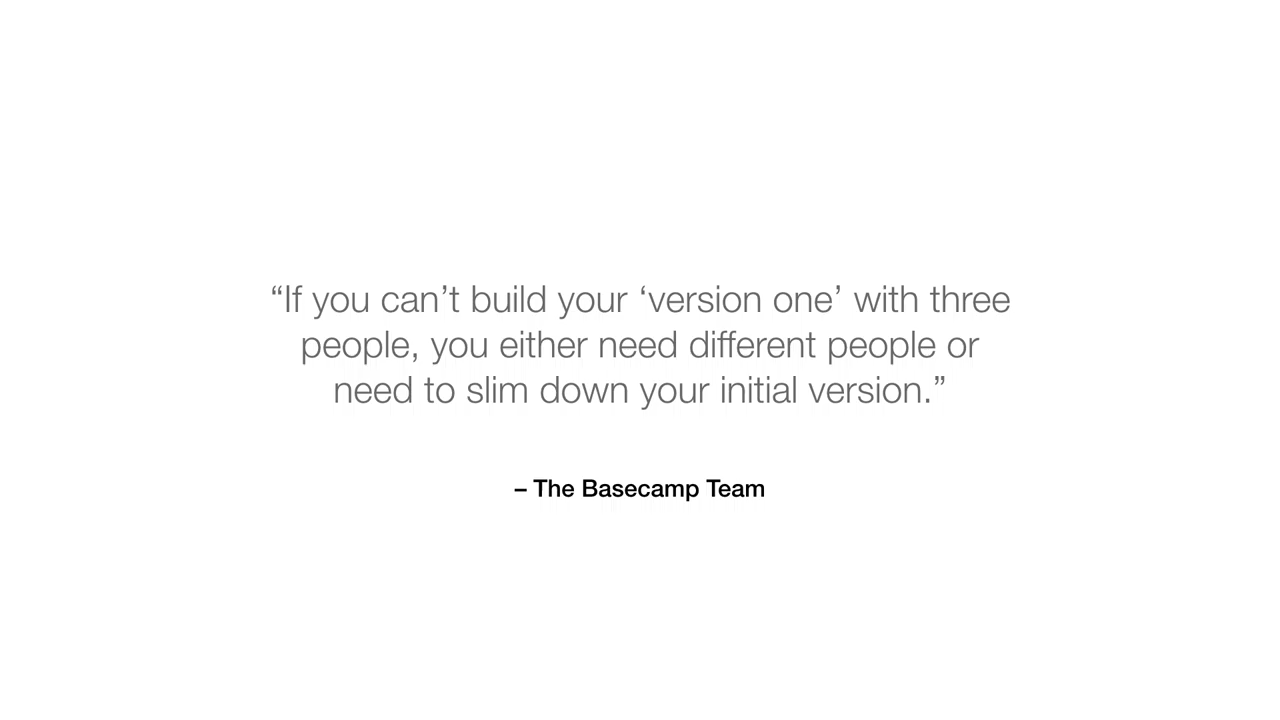 “If you can’t build your ‘version one’ with three
people, you either need different people or
need to slim down your initial version.”
– The Basecamp Team